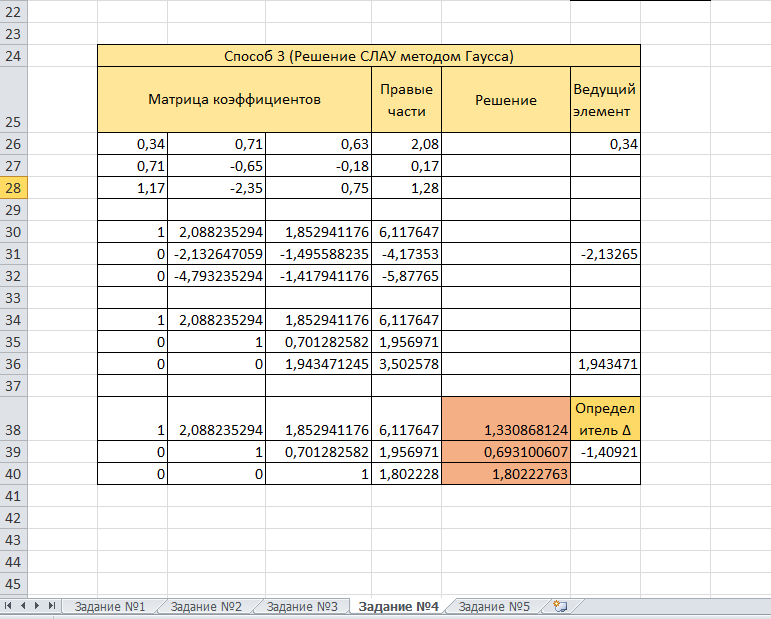 22
23
24 Способ 3 (Решение СЛАУ методом Гаусса)
25 Матрица коэффициентов Правые части Решение Ведущий элемент
26 0,34 0,71 0,63 2,08 0,34
27 0,71 -0,65 -0,18 0,17
28 1,17 -2,35 0,75 1,28
29
30 1 2,088235294 1,852941176 6,117647
31 0 -2,132647059 -1,495588235 -4,17353 -2,13265
32 0 -4,793235294 -1,417941176 -5,87765
33
34 1 2,088235294 1,852941176 6,117647
35 0 1 0,701282582 1,956971
36 0 0 1,943471245 3,502578 1,943471
37
38 1 2,088235294 1,852941176 6,117647 1,330868124 Определ итель Δ
39 0 1 0,701282582 1,956971 0,693100607 -1,40921
40 0 0 1 1,802228 1,80222763
41
42
43
44
45
Задание №1 Задание №2 Задание №3 Задание №4 Задание №5